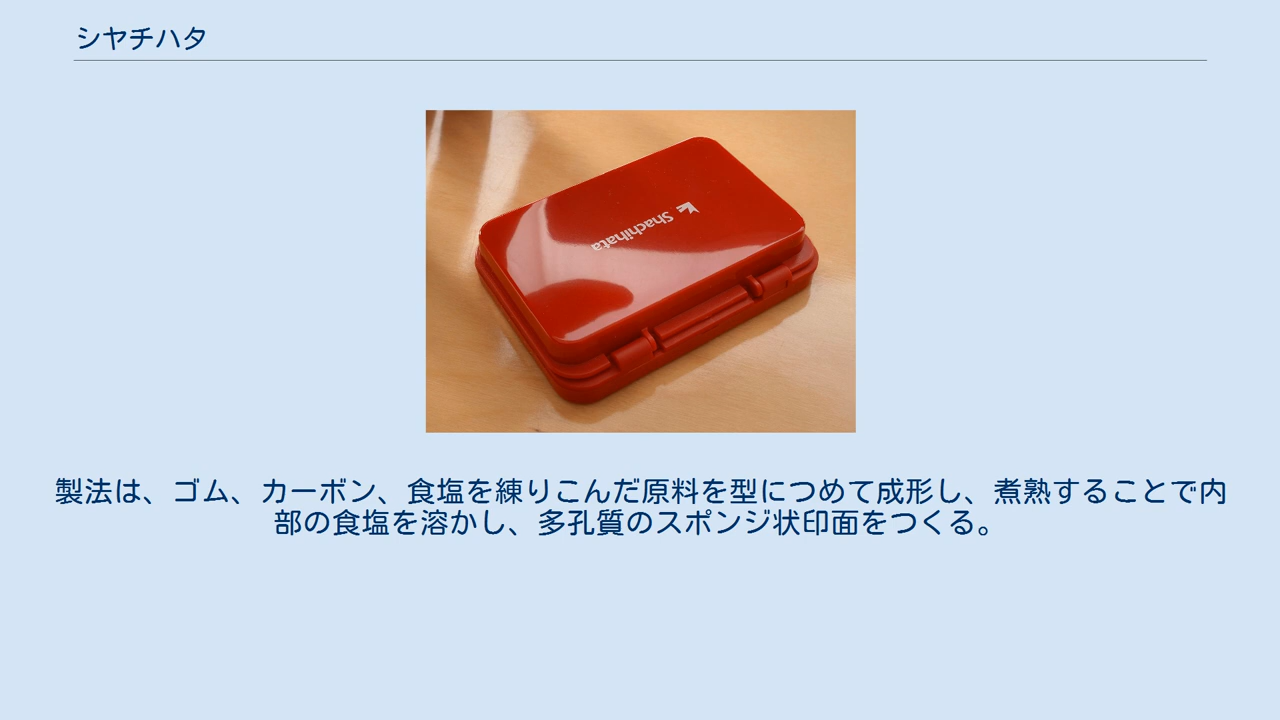 シヤチハタ
Shachihata
製法は、ゴム、カーボン、食塩を練りこんだ原料を型につめて成形し、煮熟することで内
部の食塩を溶かし、多孔質のスポンジ状印面をつくる。